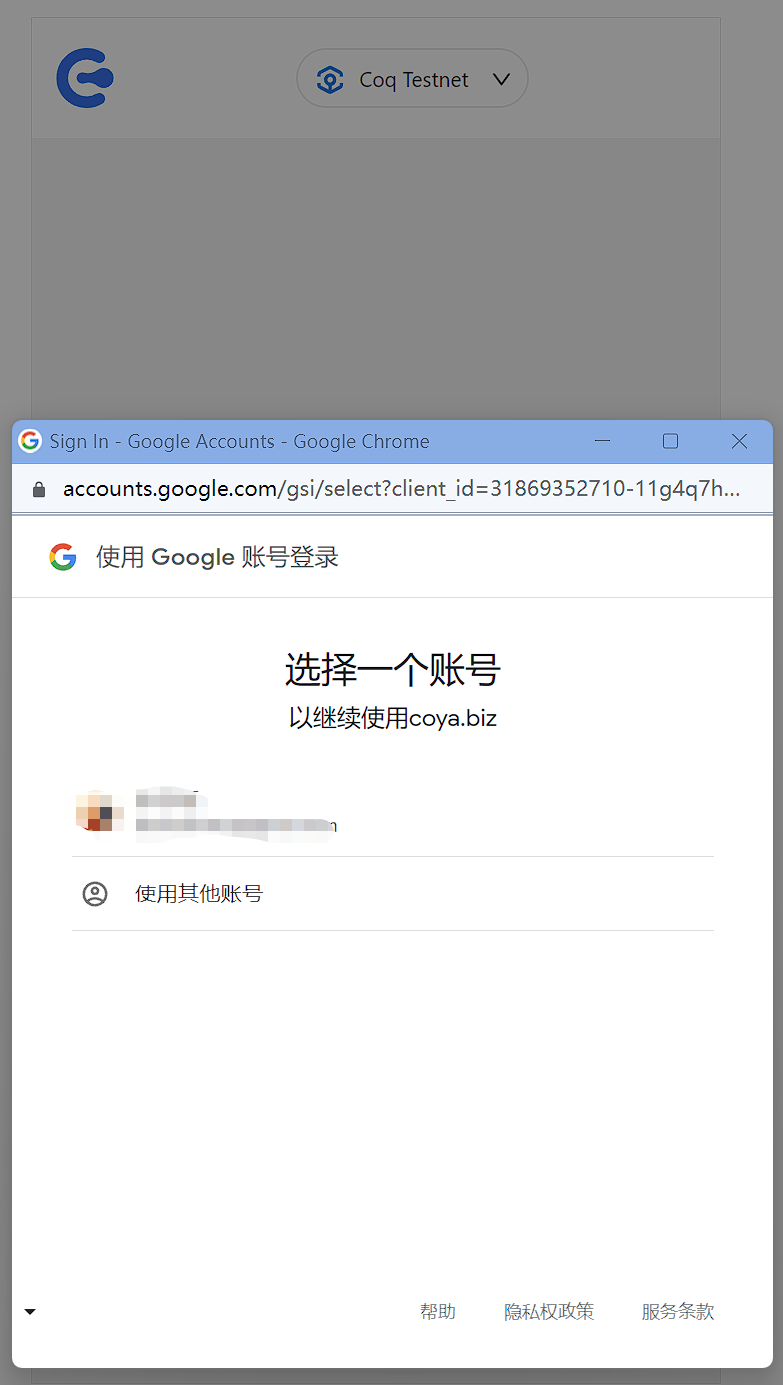 Coq Testnet
Sign In - Google Accounts - Google Chrome
accounts.google.com/gsi/select?client_id=31869352710-11g4q7h...
使用 Google 账号登录
选择一个账号
以继续使用coya.biz
使用其他账号
帮助 隐私权政策 服务条款